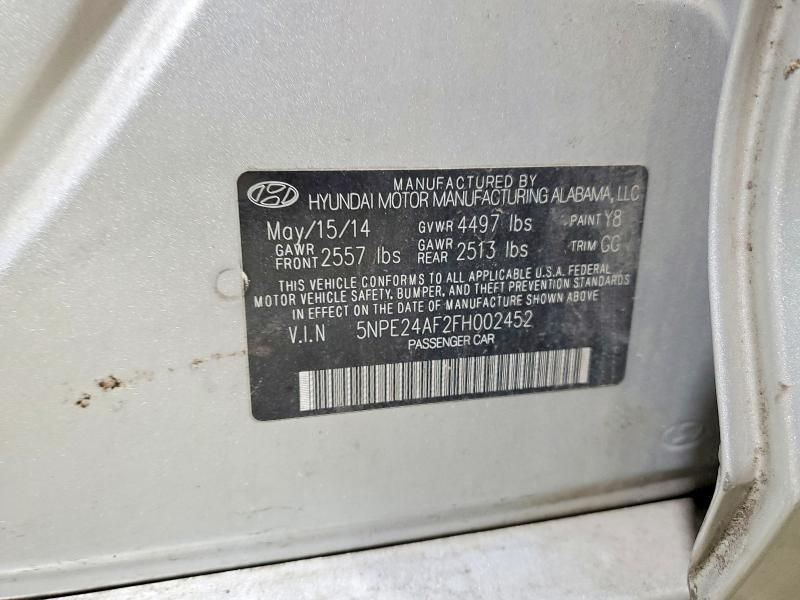 MANUFACTURED BY
HYUNDAI MOTOR MANUFACTURING ALABAMA, LLC
May/15/14 GVWR 4497 lbs PAINT Y8
GAWR FRONT 2557 lbs GAWR REAR 2513 lbs TRIM GG
THIS VEHICLE CONFORMS TO ALL APPLICABLE U.S.A. FEDERAL
MOTOR VEHICLE SAFETY, BUMPER, AND THEFT PREVENTION STANDARDS
IN EFFECT ON THE DATE OF MANUFACTURE SHOWN ABOVE
V.I.N 5NPE24AF2FH002452
PASSENGER CAR